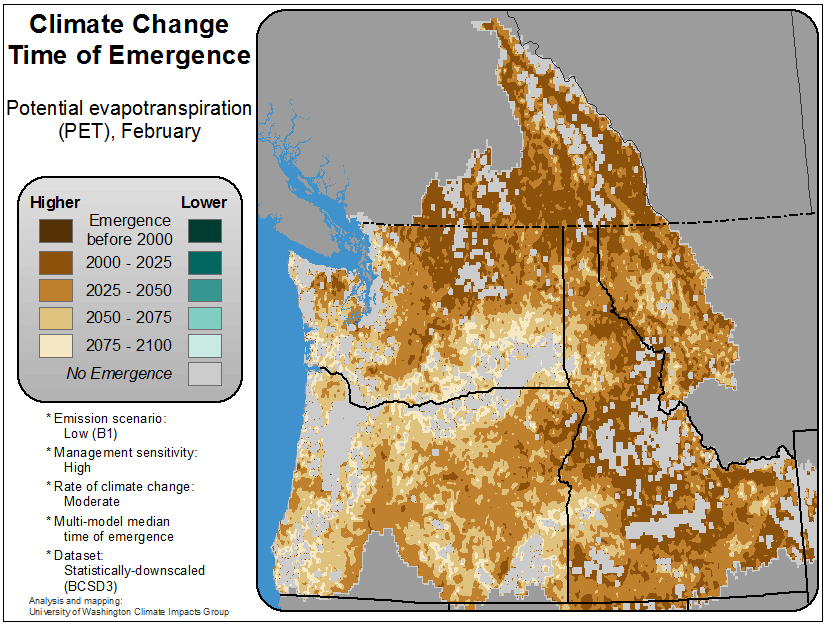 Climate Change
Time of Emergence
Potential evapotranspiration
(PET), February
Higher
Lower
Emergence
before 2000
2000 - 2025
2025 - 2050
2050 - 2075
2075 - 2100
No Emergence
* Emission scenario:
Low (B1)
* Management sensitivity:
High
* Rate of climate change:
Moderate
* Multi-model median
time of emergence
* Dataset:
Statistically-downscaled
(BCSD3)
Analysis and mapping:
University of Washington Climate Impacts Group